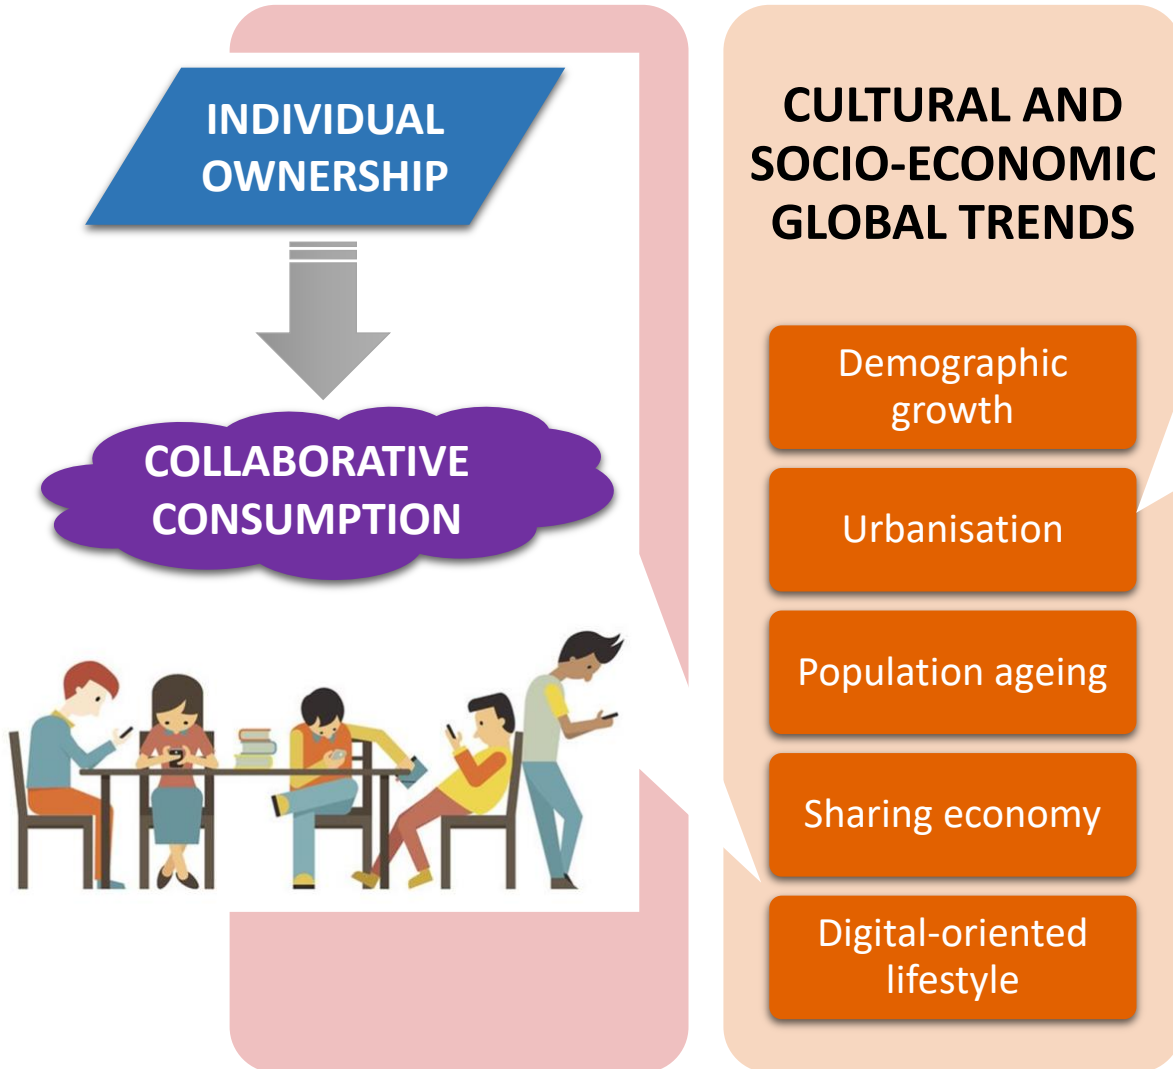 INDIVIDUAL
OWNERSHIP
COLLABORATIVE
CONSUMPTION
CULTURAL AND
SOCIO-ECONOMIC
GLOBAL TRENDS
Demographic
growth
Urbanisation
Population ageing
Sharing economy
Digital-oriented
lifestyle